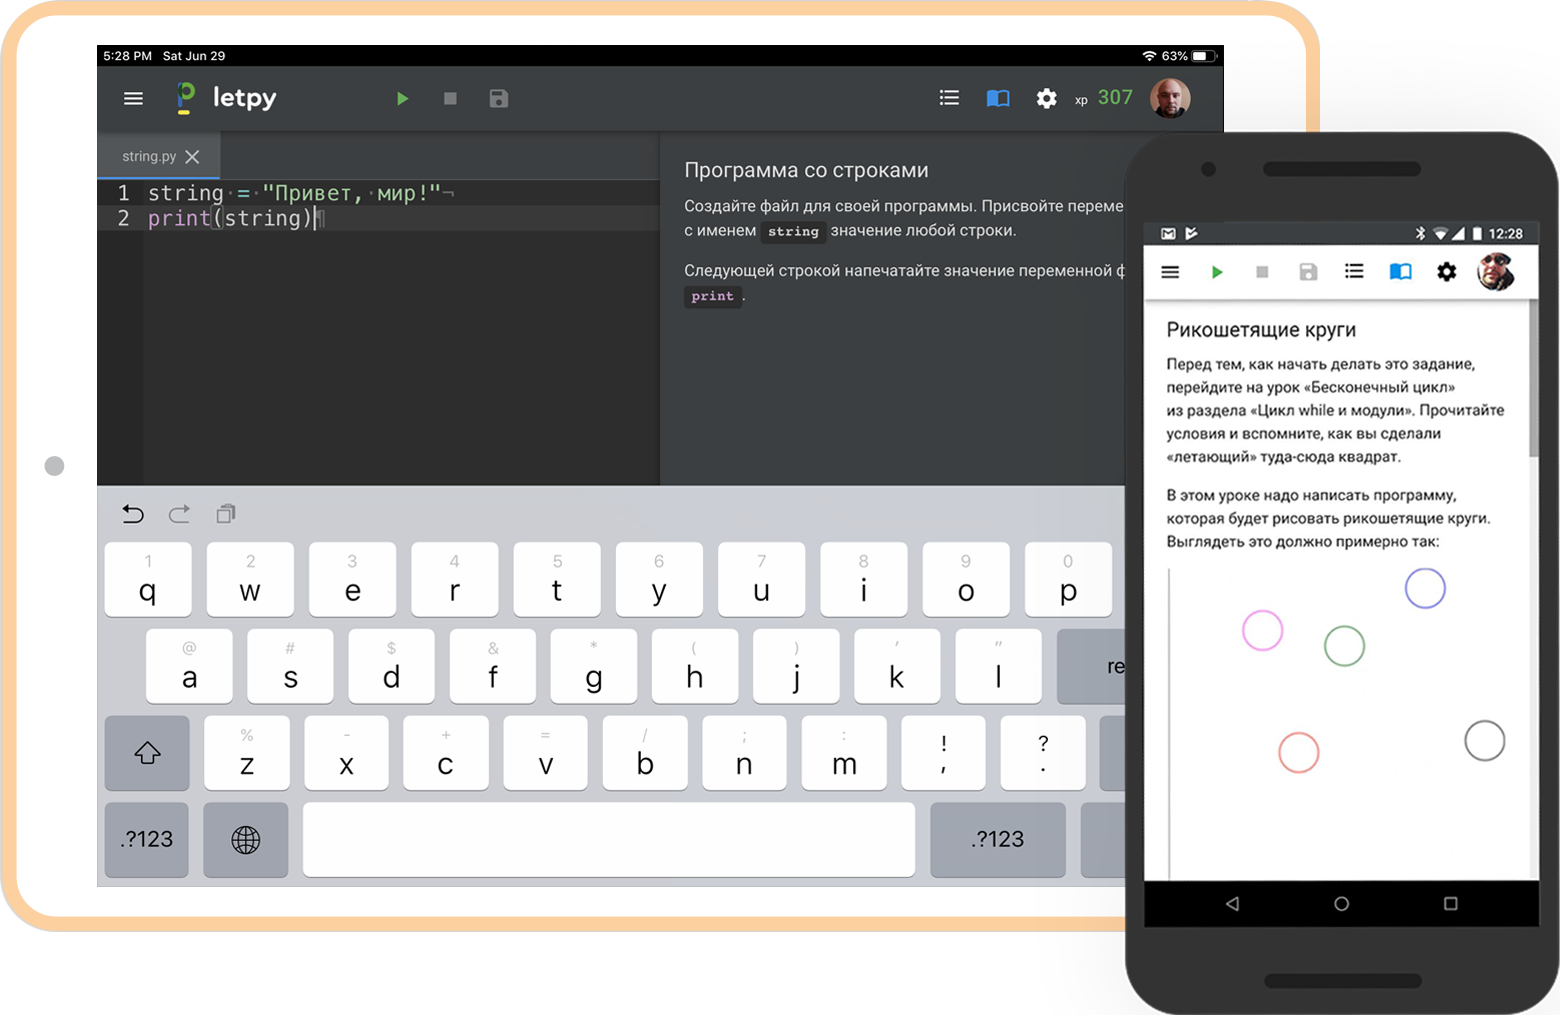 5:28 PM Sat Jun 29
63%
letpy
xp 307
string.py
Программа со строками
1 string = "Привет, мир!"
2 print(string)
Создайте файл для своей программы. Присвойте переме
с именем string значение любой строки.
Следующей строкой напечатайте значение переменной ф
print .
1 2 3 4 5 6 7 8 9 0
q w e r t y u i o p
@ # $ & * ( ) ' "
a s d f g h j k l re
% - + = / ; : ! ?
z x c v b n m , .
.?123 .?123
12:28
Рикошетящие круги
Перед тем, как начать делать это задание,
перейдите на урок «Бесконечный цикл»
из раздела «Цикл while и модули». Прочитайте
условия и вспомните, как вы сделали
«летающий» туда-сюда квадрат.
В этом уроке надо написать программу,
которая будет рисовать рикошетящие круги.
Выглядеть это должно примерно так: